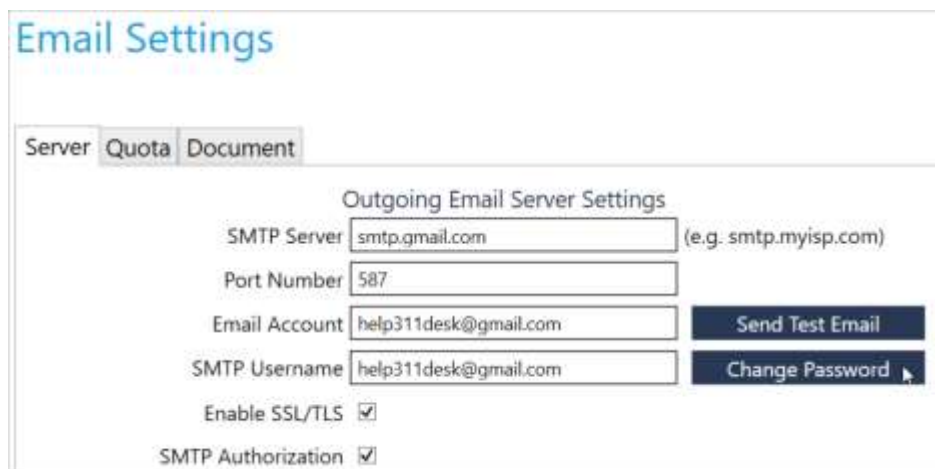 Email Settings
Server Quota Document
Outgoing Email Server Settings
SMTP Server smtp.gmail.com (e.g. smtp.myisp.com)
Port Number 587
Email Account help311desk@gmail.com Send Test Email
SMTP Username help311desk@gmail.com Change Password
Enable SSL/TLS
SMTP Authorization